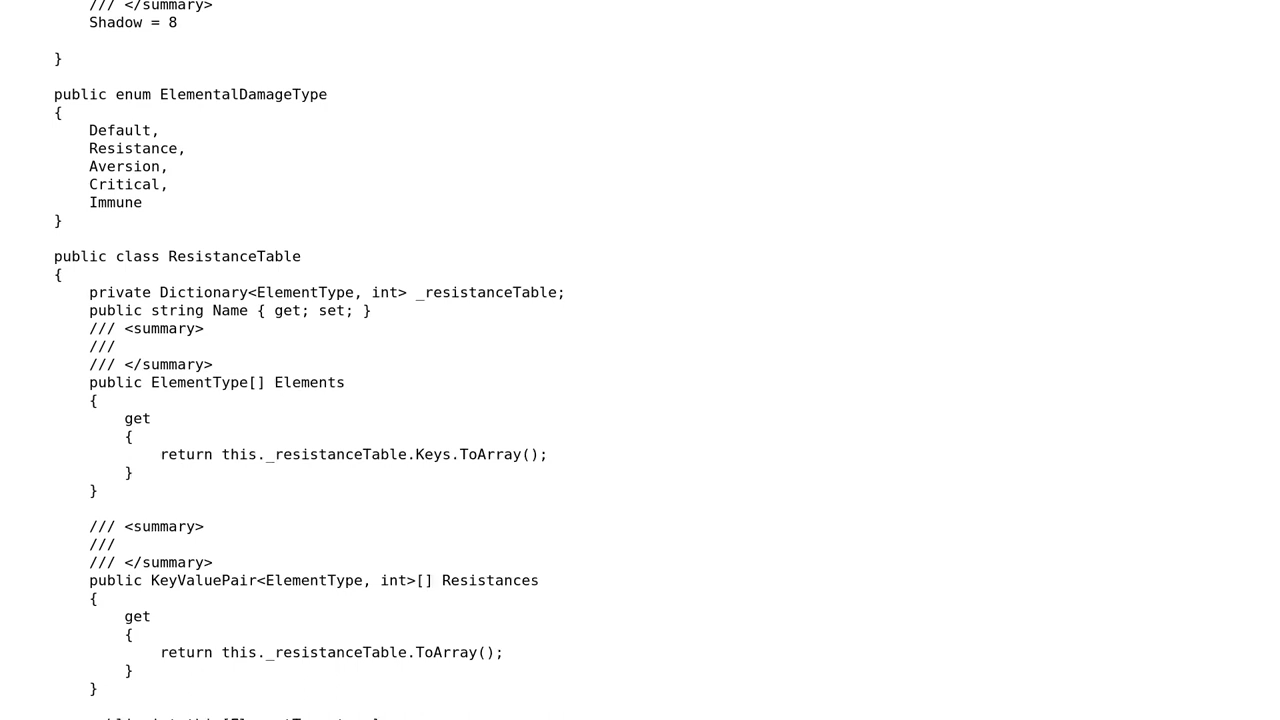 /// </summary>
Shadow = 8
}
public enum ElementalDamageType
{
Default,
Resistance,
Aversion,
Critical,
Immune
}
public class ResistanceTable
{
private Dictionary<ElementType, int> _resistanceTable;
public string Name { get; set; }
/// <summary>
///
/// </summary>
public ElementType[] Elements
{
get
{
return this._resistanceTable.Keys.ToArray();
}
}
/// <summary>
///
/// </summary>
public KeyValuePair<ElementType, int>[] Resistances
{
get
{
return this._resistanceTable.ToArray();
}
}